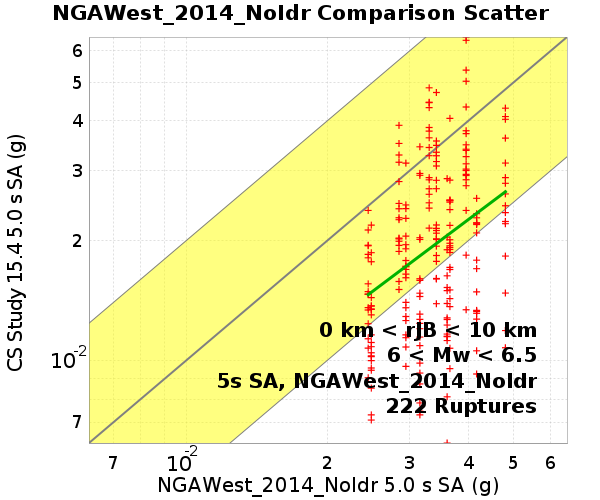 NGAWest_2014_NoIdr Comparison Scatter
CS Study 15.4 5.0 s SA (g)
6
5
4
3
2
10-2
7
0 km < rJB < 10 km
6 < Mw < 6.5
5s SA, NGAWest_2014_NoIdr
222 Ruptures
7 10-2 2 3 4 5 6
NGAWest_2014_NoIdr 5.0 s SA (g)